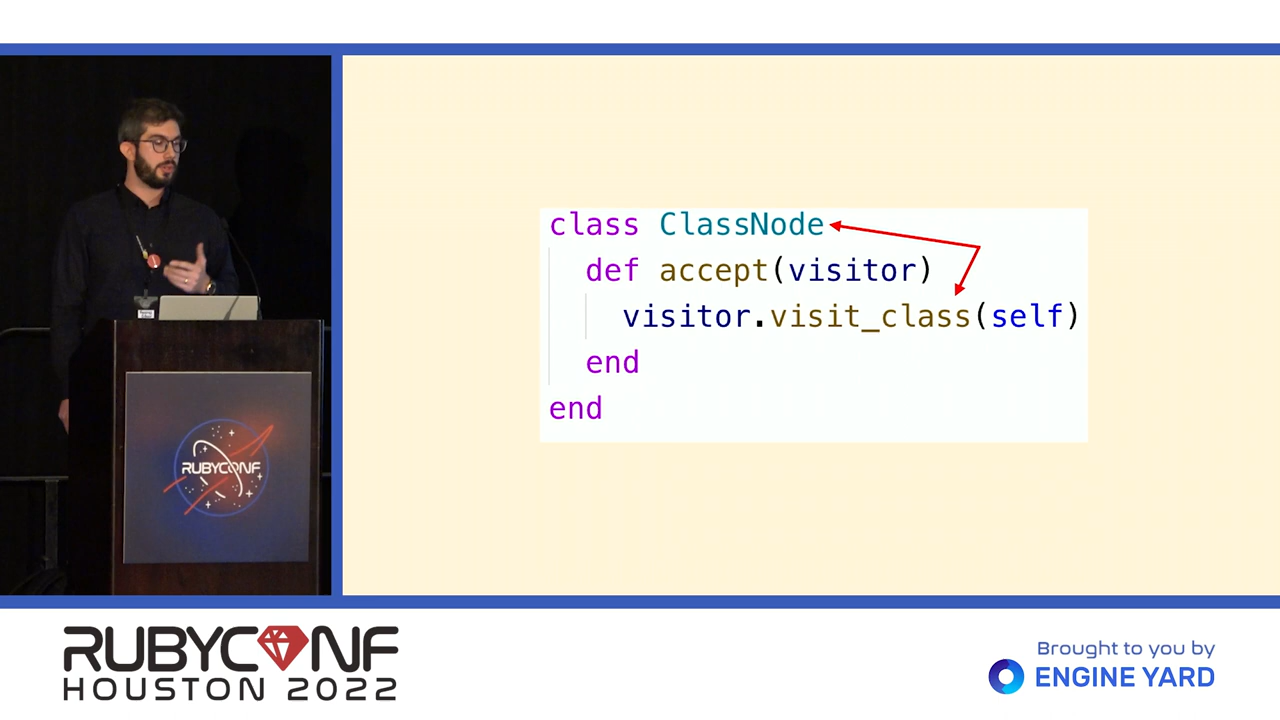 class ClassNode
def accept(visitor)
visitor.visit_class(self)
end
end
RUBYCONF
RUBYCONF
HOUSTON 2022
Brought to you by
ENGINE YARD